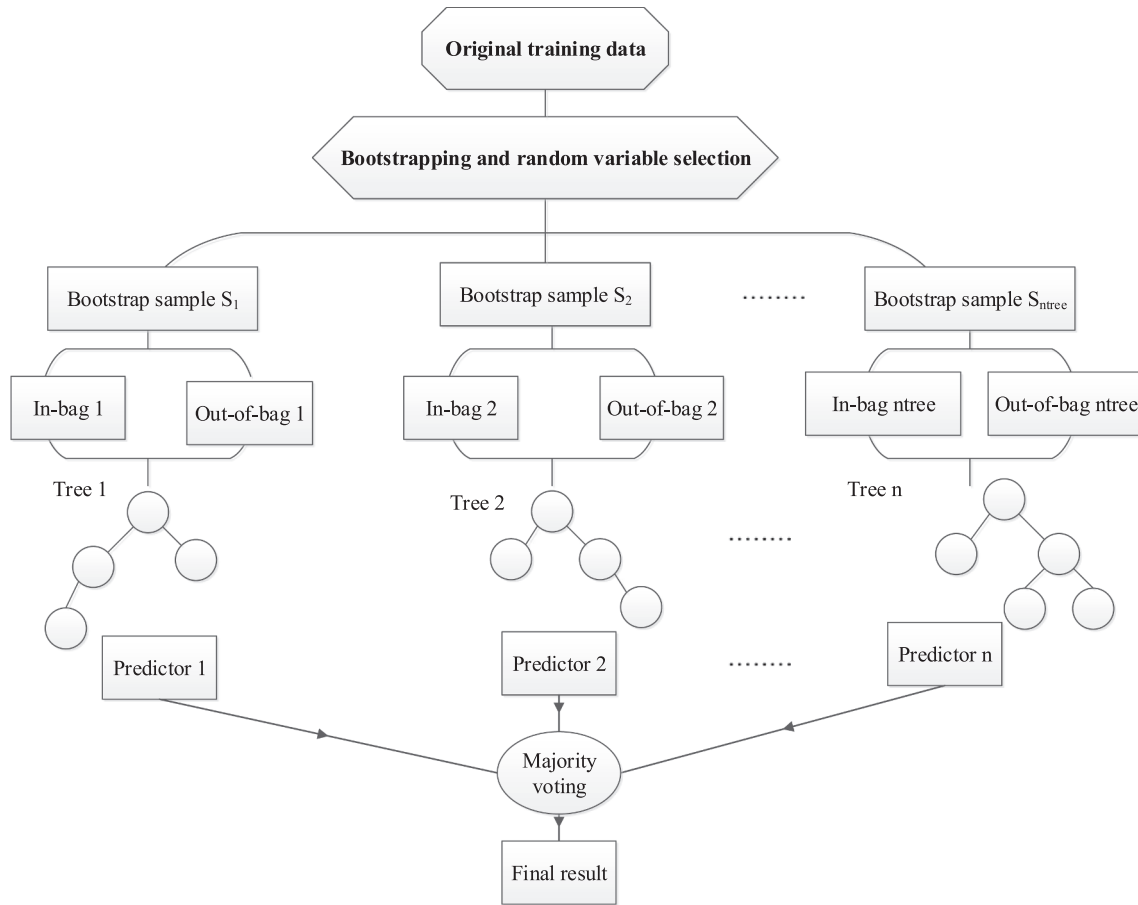 Original training data
Bootstrapping and random variable selection
Bootstrap sample S₁
Bootstrap sample S₂
........
Bootstrap sample Sₙₜᵣₑₑ
In-bag 1
Out-of-bag 1
In-bag 2
Out-of-bag 2
In-bag ntree
Out-of-bag ntree
Tree 1
Tree 2
Tree n
........
Predictor 1
Predictor 2
........
Predictor n
Majority
voting
Final result